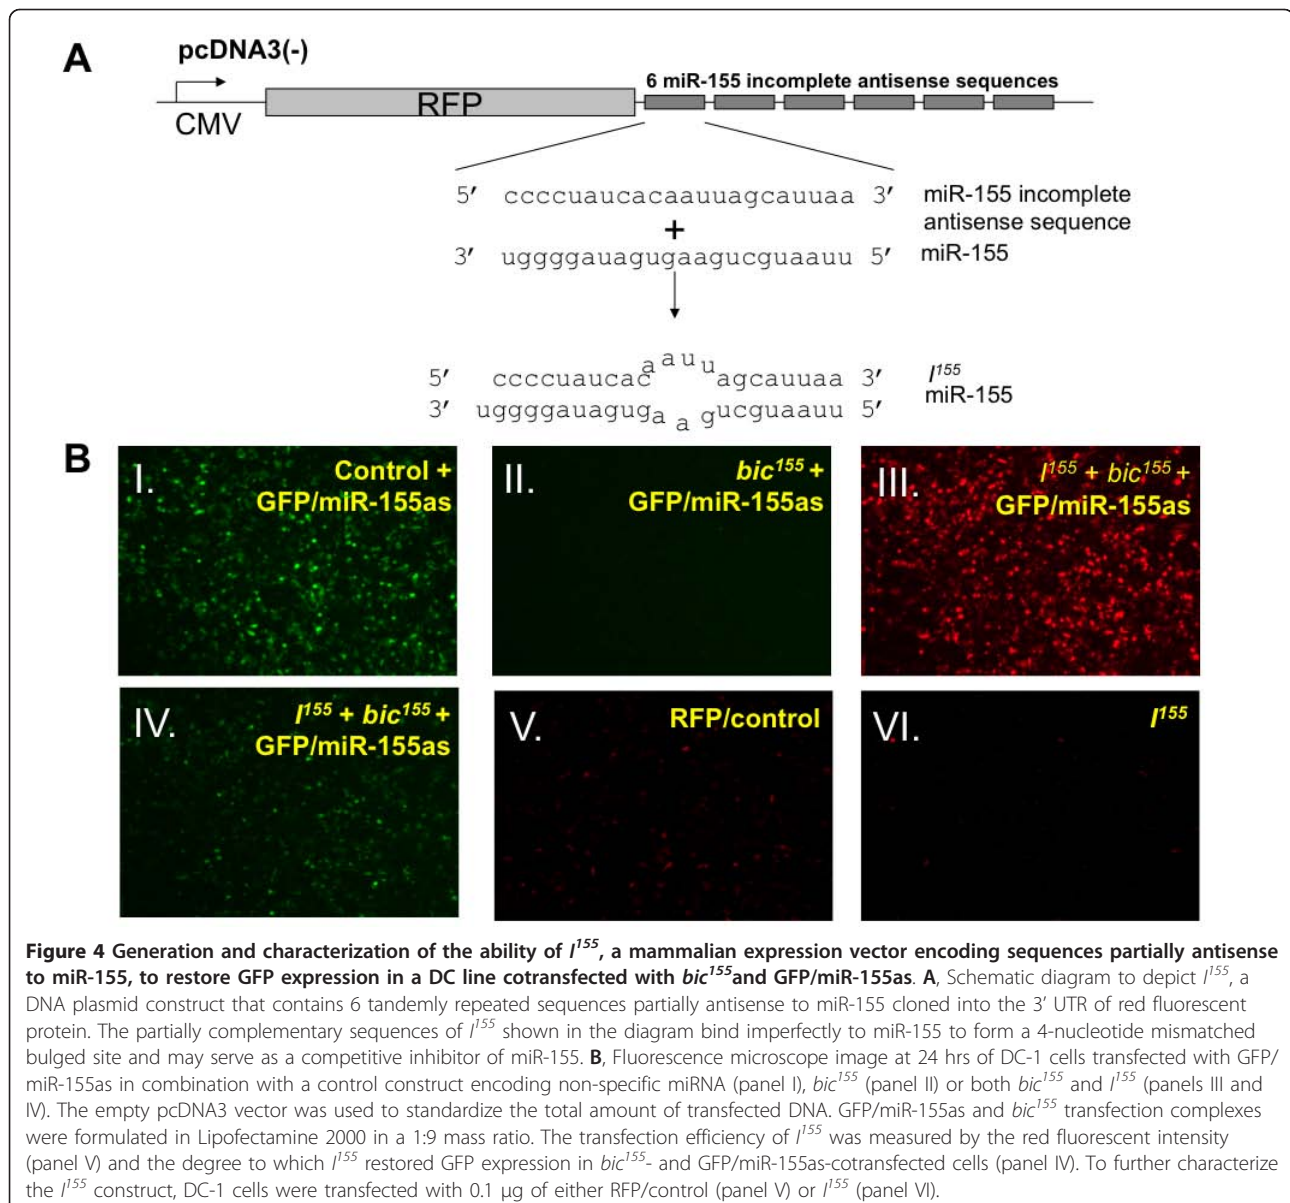 A
pcDNA3(-)
6 miR-155 incomplete antisense sequences
RFP
CMV
5′ ccccuaucacaauuagcauuaa 3′ miR-155 incomplete
antisense sequence
+
3′ uggggauagugaagucguaauu 5′ miR-155
5′ ccccuaucacaauuagcauuaa 3′ I155
3′ uggggauagugaagucguaauu 5′ miR-155
B
I. Control +
GFP/miR-155as
II. bic155 +
GFP/miR-155as
III. I155 + bic155 +
GFP/miR-155as
IV. I155 + bic155 +
GFP/miR-155as
V. RFP/control
VI. I155
Figure 4 Generation and characterization of the ability of I155, a mammalian expression vector encoding sequences partially antisense
to miR-155, to restore GFP expression in a DC line cotransfected with bic155and GFP/miR-155as. A, Schematic diagram to depict I155, a
DNA plasmid construct that contains 6 tandemly repeated sequences partially antisense to miR-155 cloned into the 3′ UTR of red fluorescent
protein. The partially complementary sequences of I155 shown in the diagram bind imperfectly to miR-155 to form a 4-nucleotide mismatched
bulged site and may serve as a competitive inhibitor of miR-155. B, Fluorescence microscope image at 24 hrs of DC-1 cells transfected with GFP/
miR-155as in combination with a control construct encoding non-specific miRNA (panel I), bic155 (panel II) or both bic155 and I155 (panels III and
IV). The empty pcDNA3 vector was used to standardize the total amount of transfected DNA. GFP/miR-155as and bic155 transfection complexes
were formulated in Lipofectamine 2000 in a 1:9 mass ratio. The transfection efficiency of I155 was measured by the red fluorescent intensity
(panel V) and the degree to which I155 restored GFP expression in bic155- and GFP/miR-155as-cotransfected cells (panel IV). To further characterize
the I155 construct, DC-1 cells were transfected with 0.1 μg of either RFP/control (panel V) or I155 (panel VI).